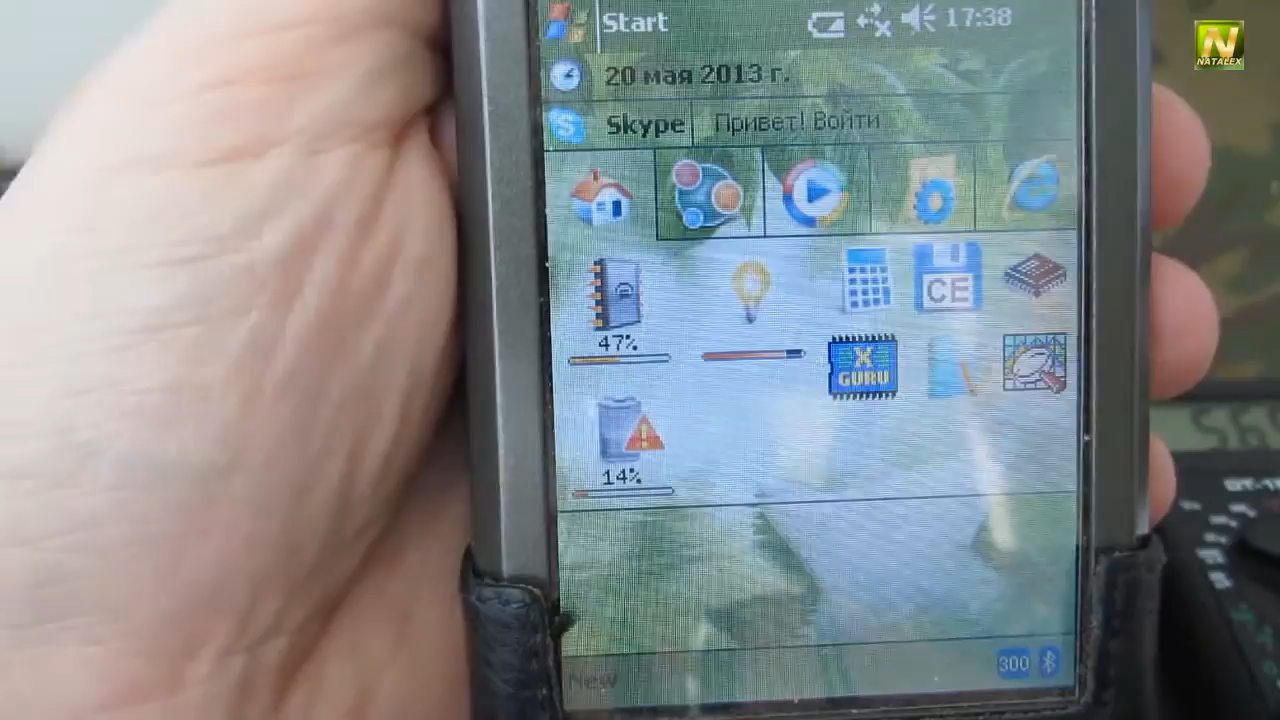 Start 17:38
N
NATALEX
20 мая 2013 г.
Skype Привет! Войти
CE
47%
X
GURU
14%
New 300